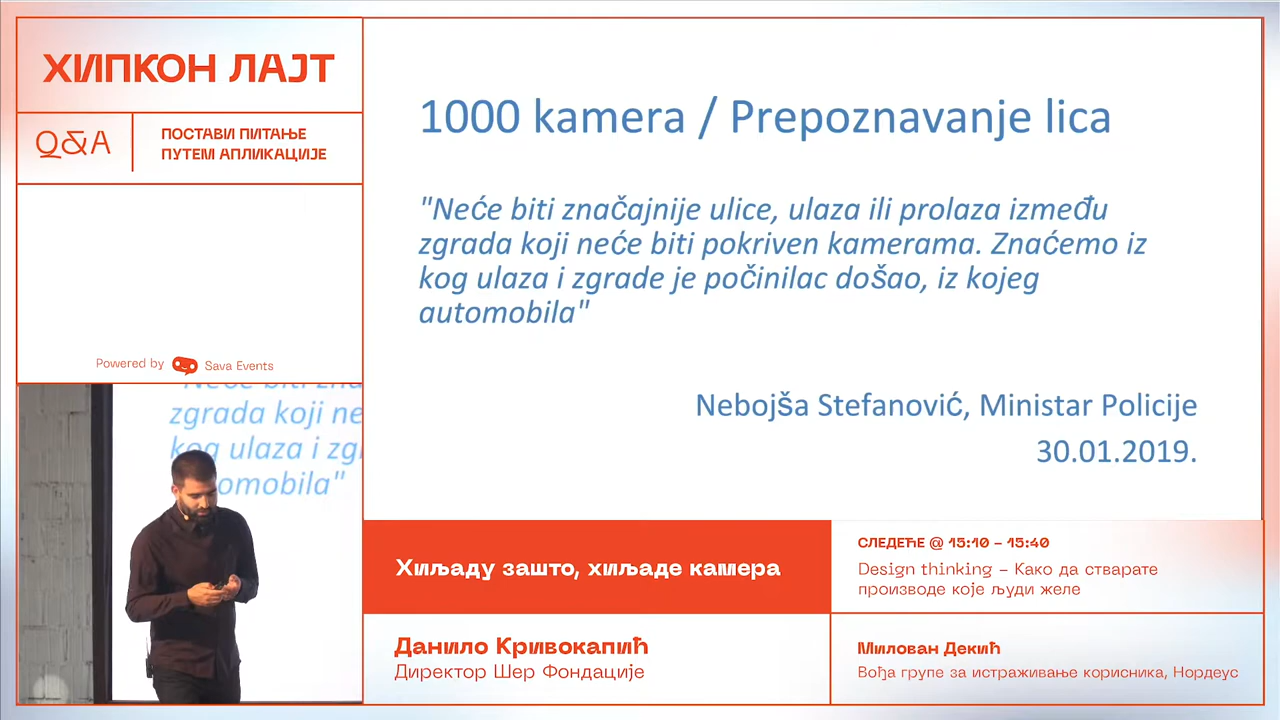 ХИПКОН ЛАЈТ
Q&A
ПОСТАВИ ПИТАЊЕ
ПУТЕМ АПЛИКАЦИЈЕ
Powered by Sava Events
1000 kamera / Prepoznavanje lica
"Neće biti značajnije ulice, ulaza ili prolaza između
zgrada koji neće biti pokriven kamerama. Znaćemo iz
kog ulaza i zgrade je počinilac došao, iz kojeg
automobila"
Nebojša Stefanović, Ministar Policije
30.01.2019.
zgrada koji ne
kog ulaza i zgr
omobila"
Хиљаду зашто, хиљаде камера
Данило Кривокапић
Директор Шер Фондације
СЛЕДЕЋЕ @ 15:10 – 15:40
Design thinking – Како да стварате
производе које људи желе
Милован Декић
Вођа групе за истраживање корисника, Нордеус